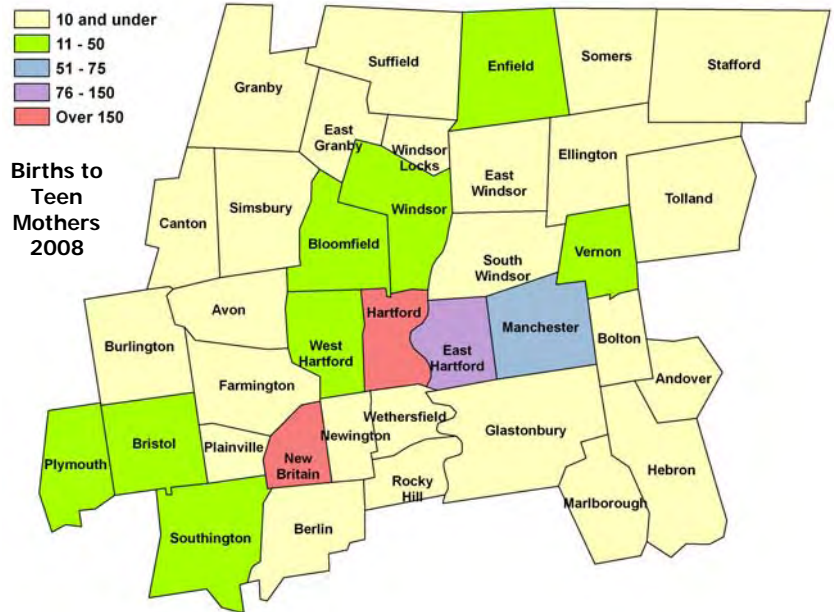 10 and under
11 - 50
51 - 75
76 - 150
Over 150
Births to
Teen
Mothers
2008
Granby
Suffield
Enfield
Somers
Stafford
East
Granby
Windsor
Locks
East
Windsor
Ellington
Tolland
Canton
Simsbury
Bloomfield
Windsor
South
Windsor
Vernon
Burlington
Avon
West
Hartford
Hartford
East
Hartford
Manchester
Bolton
Andover
Farmington
Plymouth
Bristol
Plainville
New
Britain
Newington
Wethersfield
Glastonbury
Hebron
Rocky
Hill
Marlborough
Southington
Berlin